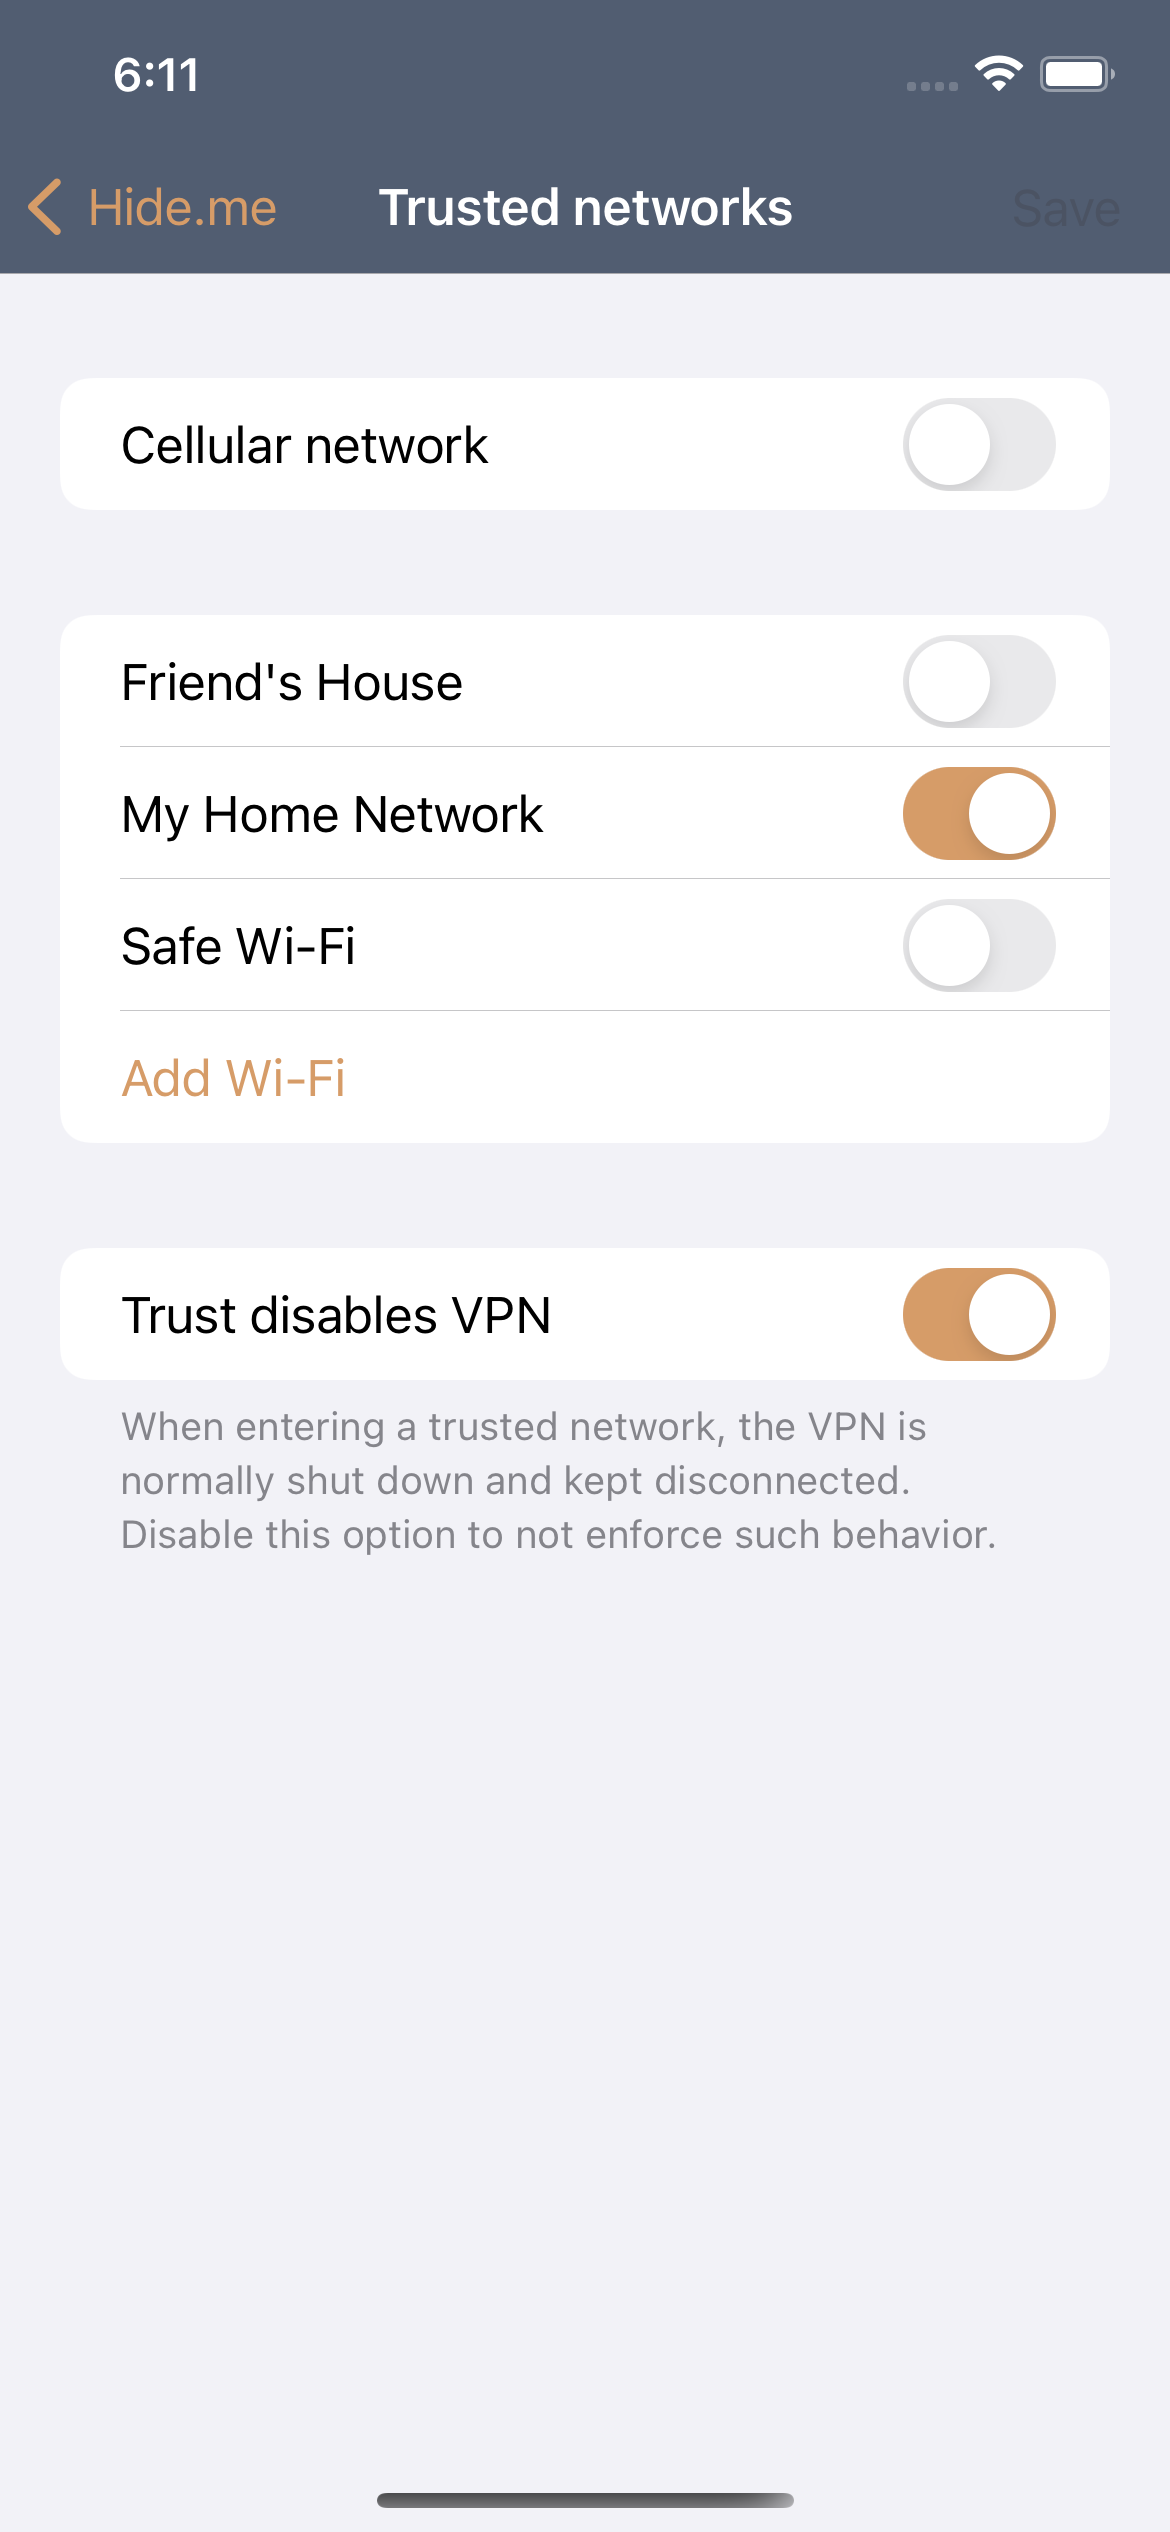 6:11
Hide.me
Trusted networks
Save
Cellular network
Friend's House
My Home Network
Safe Wi-Fi
Add Wi-Fi
Trust disables VPN
When entering a trusted network, the VPN is
normally shut down and kept disconnected.
Disable this option to not enforce such behavior.